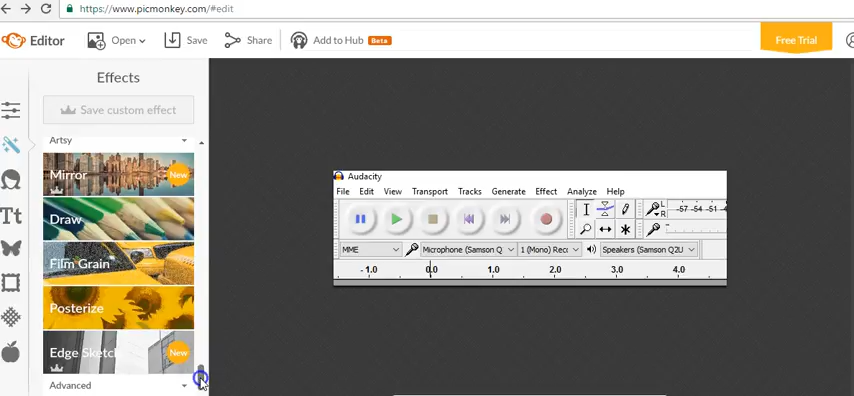 https://www.picmonkey.com/#edit
Editor
Open
Save
Share
Add to Hub
Beta
Free Trial
Effects
Save custom effect
Artsy
Mirror
New
Draw
Film Grain
Posterize
Edge Sketch
New
Advanced
Audacity
File Edit View Transport Tracks Generate Effect Analyze Help
L
R
-57 -54 -51
MME
Microphone (Samson Q
1 (Mono) Rec
Speakers (Samson Q2U
- 1.0 0.0 1.0 2.0 3.0 4.0